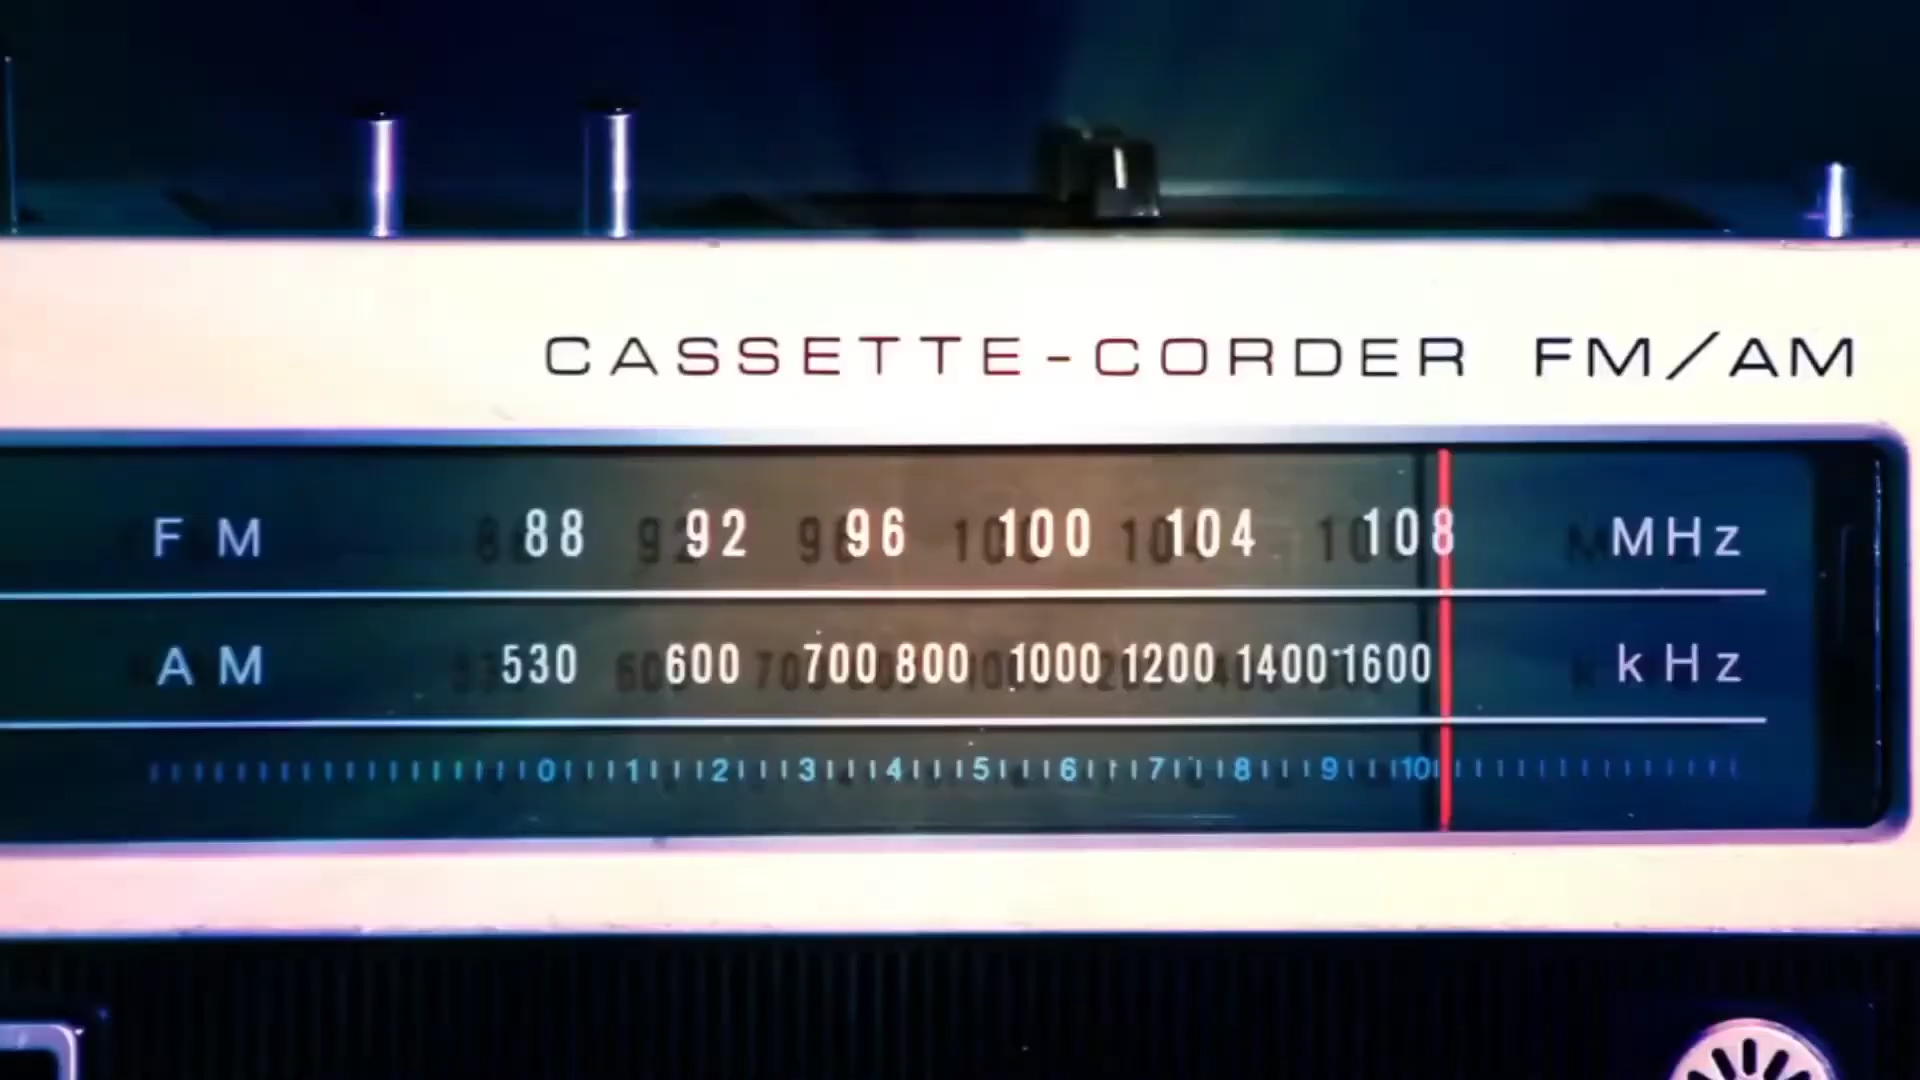 CASSETTE-CORDER FM/AM
FM 88 92 96 100 104 108 MHz
AM 530 600 700 800 1000 1200 1400 1600 kHz
0 1 2 3 4 5 6 7 8 9 10